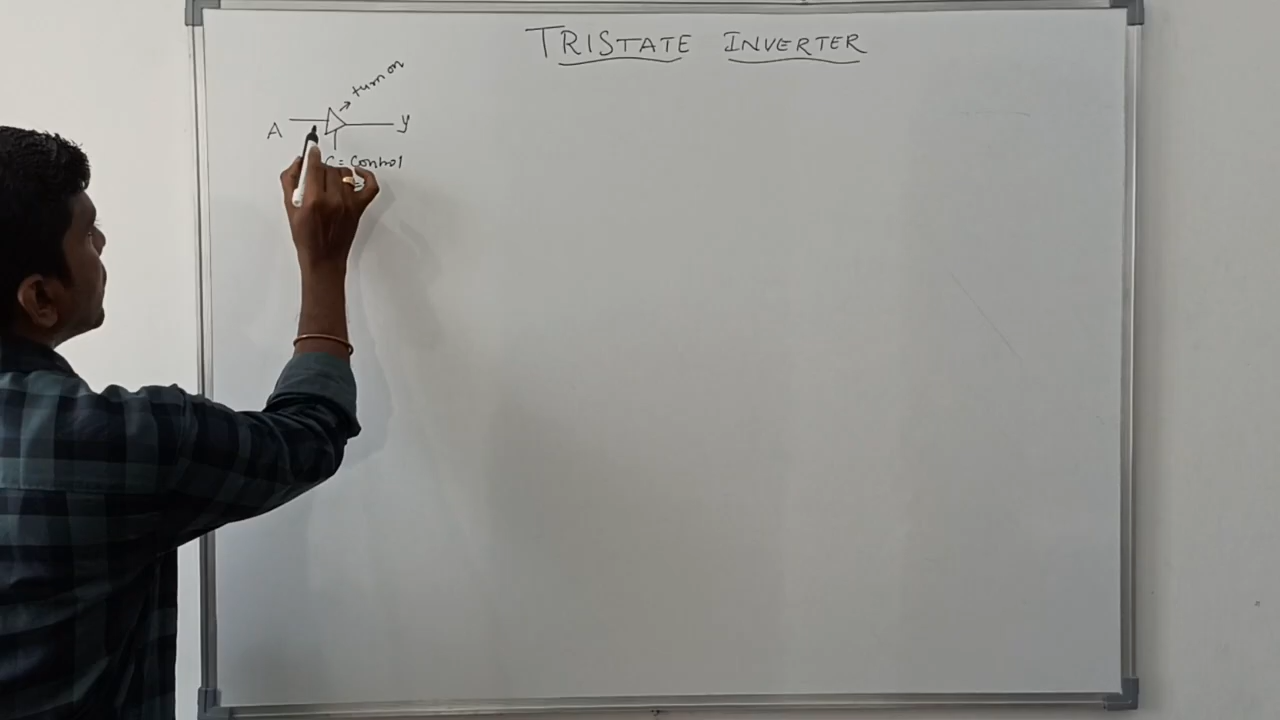 TRISTATE INVERTER
turn on
A
y
C = Control